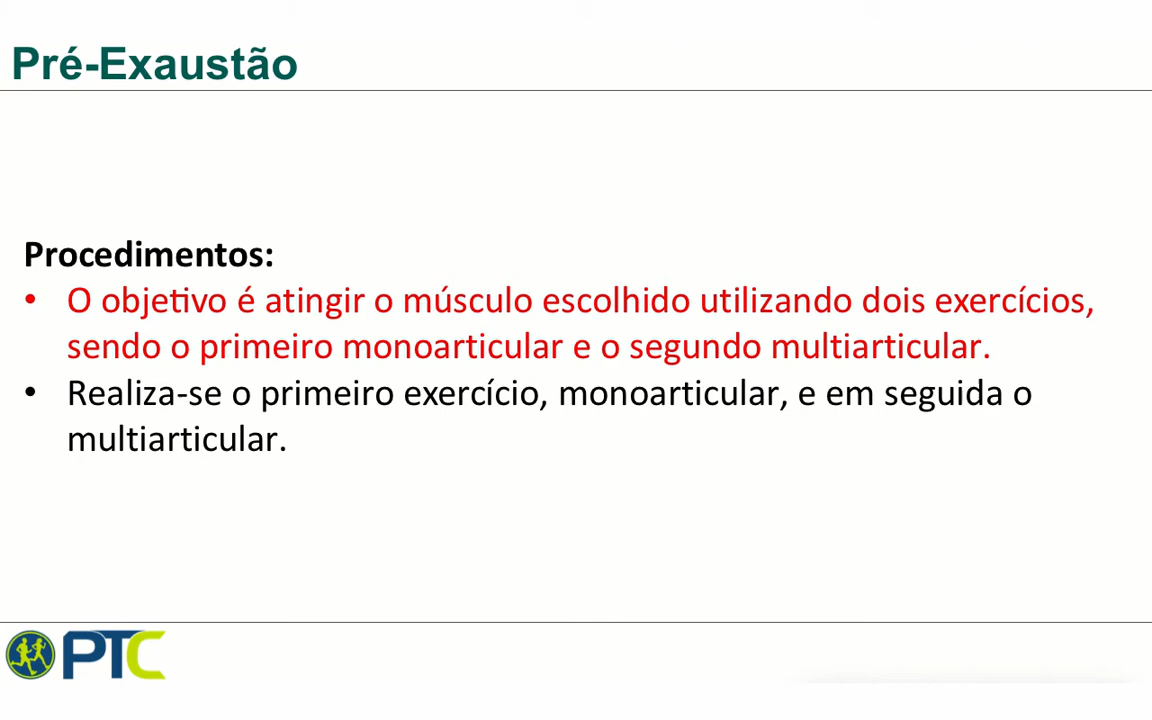 Pré-Exaustão
Procedimentos:
• O objetivo é atingir o músculo escolhido utilizando dois exercícios,
sendo o primeiro monoarticular e o segundo multiarticular.
• Realiza-se o primeiro exercício, monoarticular, e em seguida o
multiarticular.
PTC